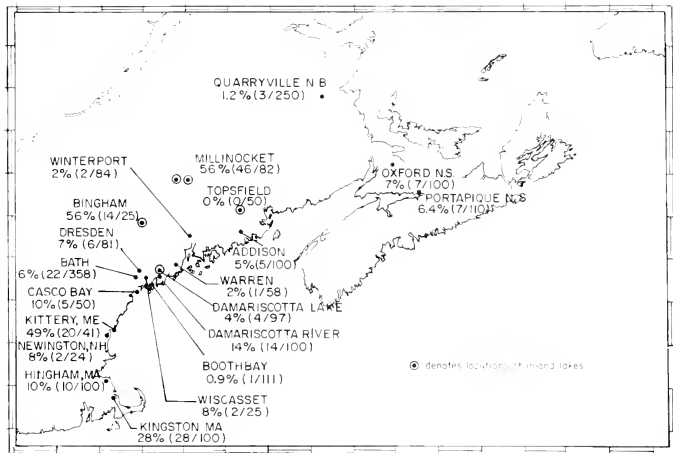 QUARRYVILLE N B
1.2% (3/250)
WINTERPORT
2% (2/84)
MILLINOCKET
56% (46/82)
OXFORD N.S.
7% (7/100)
TOPSFIELD
0% (0/50)
PORTAPIQUE N.S
6.4% (7/110)
BINGHAM
56% (14/25)
DRESDEN
7% (6/81)
ADDISON
5% (5/100)
BATH
6% (22/358)
WARREN
2% (1/58)
CASCO BAY
10% (5/50)
DAMARISCOTTA LAKE
4% (4/97)
KITTERY, ME
49% (20/41)
DAMARISCOTTA RIVER
14% (14/100)
NEWINGTON, NH
8% (2/24)
BOOTHBAY
0.9% (1/111)
denotes location of inland lakes
HINGHAM, MA
10% (10/100)
WISCASSET
8% (2/25)
KINGSTON MA
28% (28/100)